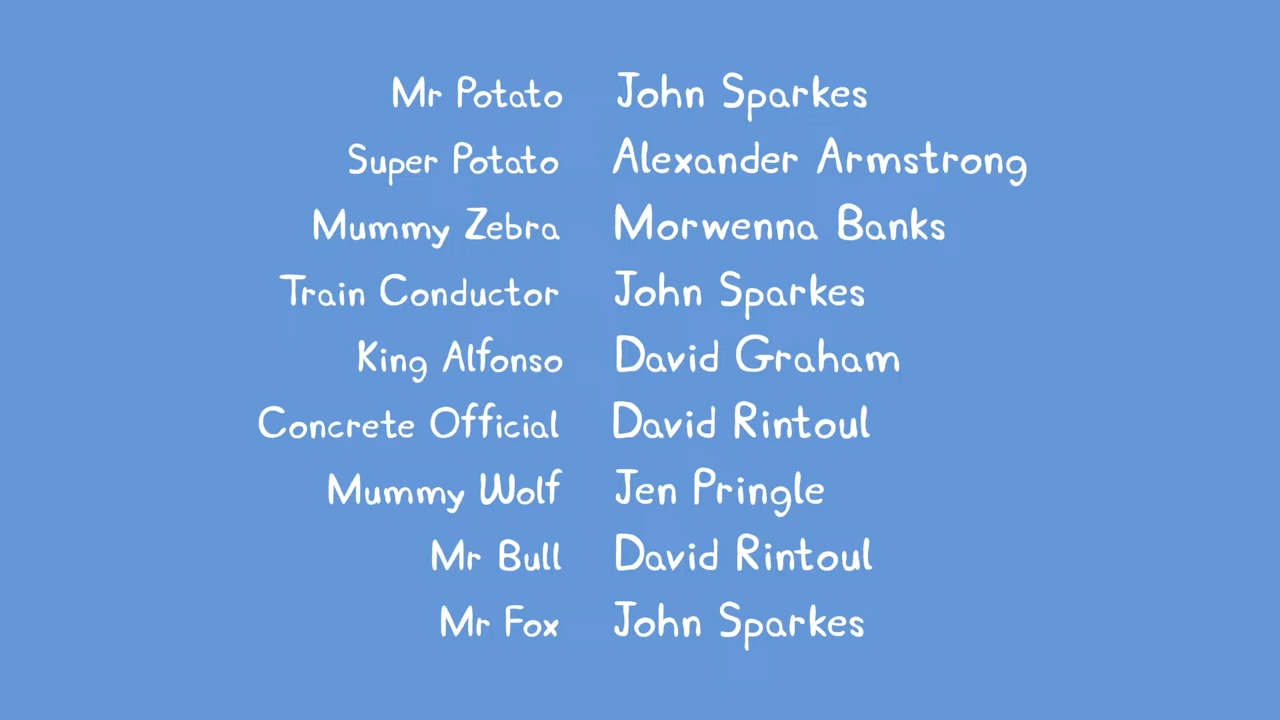 Mr Potato John Sparkes
Super Potato Alexander Armstrong
Mummy Zebra Morwenna Banks
Train Conductor John Sparkes
King Alfonso David Graham
Concrete Official David Rintoul
Mummy Wolf Jen Pringle
Mr Bull David Rintoul
Mr Fox John Sparkes